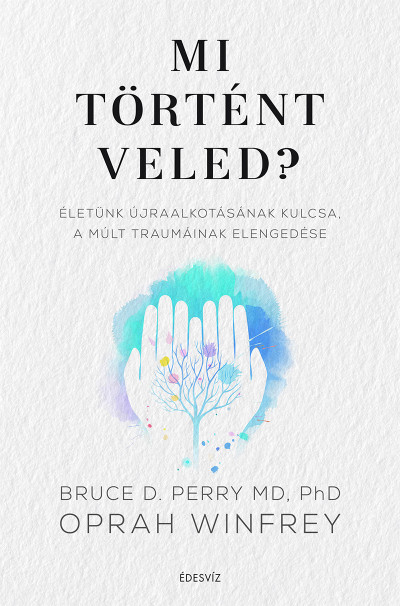 MI
TÖRTÉNT
VELED?
ÉLETÜNK ÚJRAALKOTÁSÁNAK KULCSA,
A MÚLT TRAUMÁINAK ELENGEDÉSE
BRUCE D. PERRY MD, PhD
OPRAH WINFREY
ÉDESVÍZ